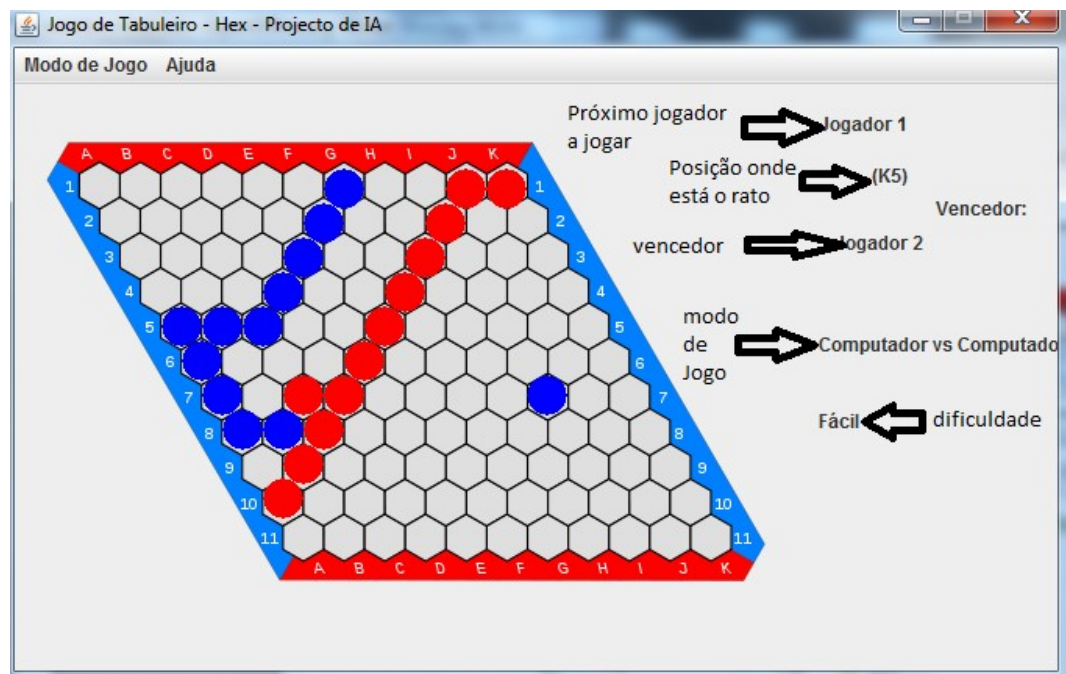 Jogo de Tabuleiro - Hex - Projecto de IA
Modo de Jogo Ajuda
Próximo jogador
a jogar
Jogador 1
Posição onde
está o rato
(K5)
Vencedor:
vencedor
Jogador 2
modo
de
Jogo
Computador vs Computado
Fácil
dificuldade
A B C D E F G H I J K
1 1
2 2
3 3
4 4
5 5
6 6
7 7
8 8
9 9
10 10
11 11
A B C D E F G H I J K